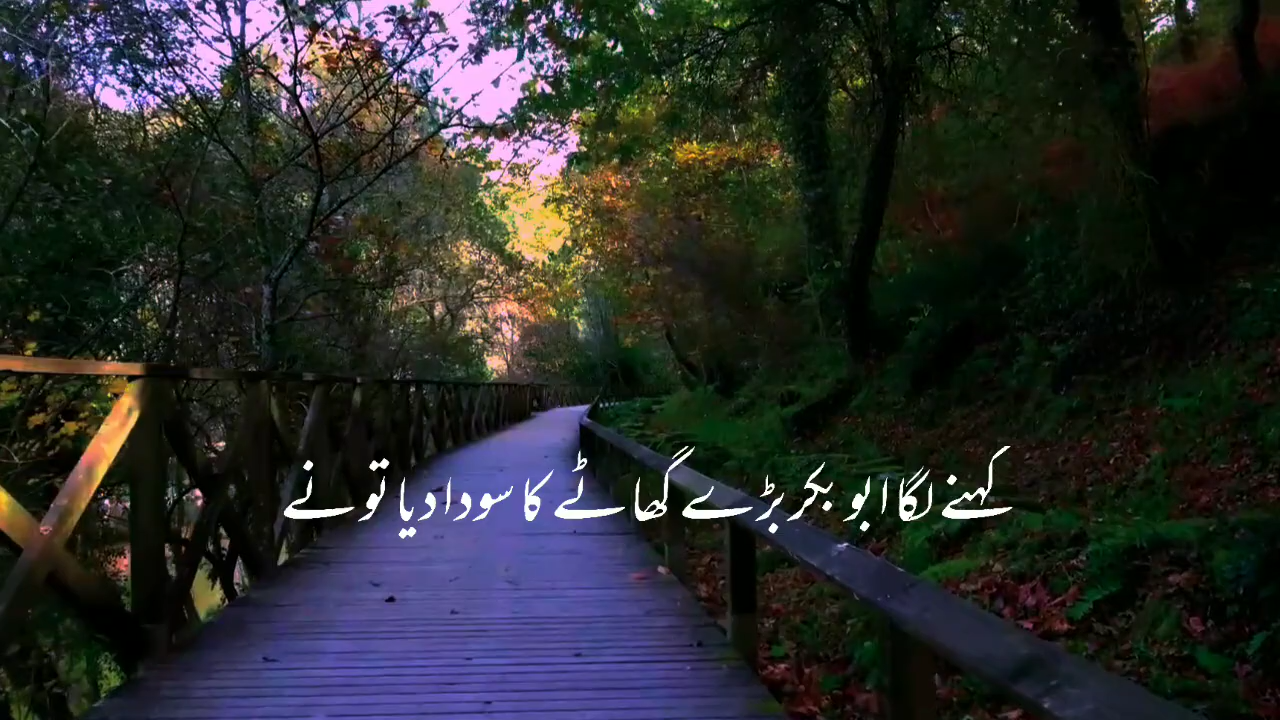 کہنے لگا ابو بکر بڑے گھاٹے کا سودا دیا تو نے